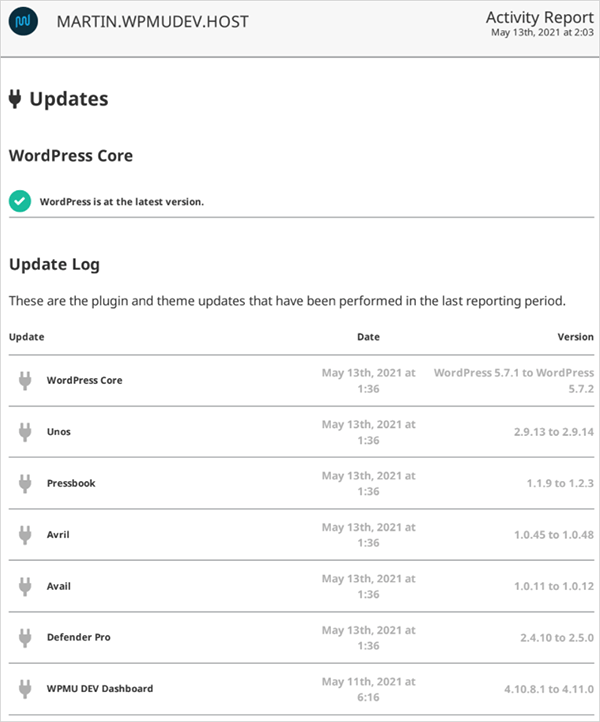 MARTIN.WPMUDEV.HOST
Activity Report
May 13th, 2021 at 2:03
Updates
WordPress Core
WordPress is at the latest version.
Update Log
These are the plugin and theme updates that have been performed in the last reporting period.
Update Date Version
WordPress Core May 13th, 2021 at 1:36 WordPress 5.7.1 to WordPress 5.7.2
Unos May 13th, 2021 at 1:36 2.9.13 to 2.9.14
Pressbook May 13th, 2021 at 1:36 1.1.9 to 1.2.3
Avril May 13th, 2021 at 1:36 1.0.45 to 1.0.48
Avail May 13th, 2021 at 1:36 1.0.11 to 1.0.12
Defender Pro May 13th, 2021 at 1:36 2.4.10 to 2.5.0
WPMU DEV Dashboard May 11th, 2021 at 6:16 4.10.8.1 to 4.11.0